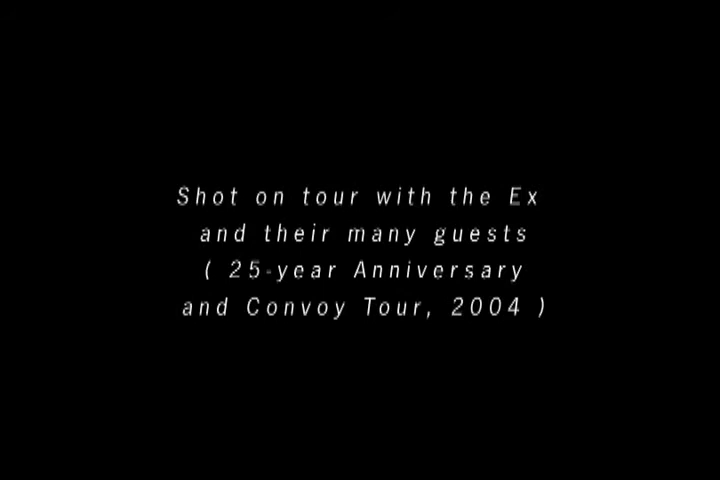 Shot on tour with the Ex
and their many guests
( 25-year Anniversary
and Convoy Tour, 2004 )